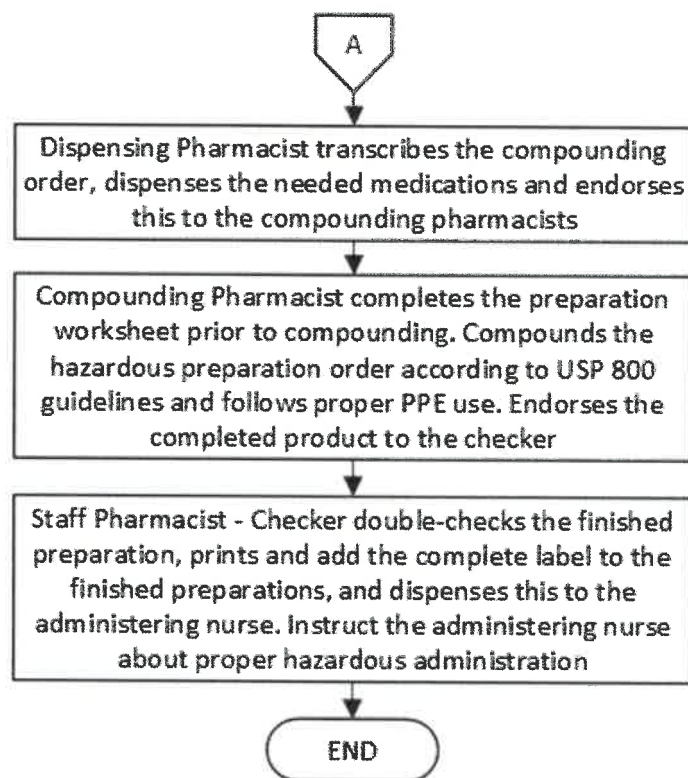 A
Dispensing Pharmacist transcribes the compounding
order, dispenses the needed medications and endorses
this to the compounding pharmacists
Compounding Pharmacist completes the preparation
worksheet prior to compounding. Compounds the
hazardous preparation order according to USP 800
guidelines and follows proper PPE use. Endorses the
completed product to the checker
Staff Pharmacist - Checker double-checks the finished
preparation, prints and add the complete label to the
finished preparations, and dispenses this to the
administering nurse. Instruct the administering nurse
about proper hazardous administration
END